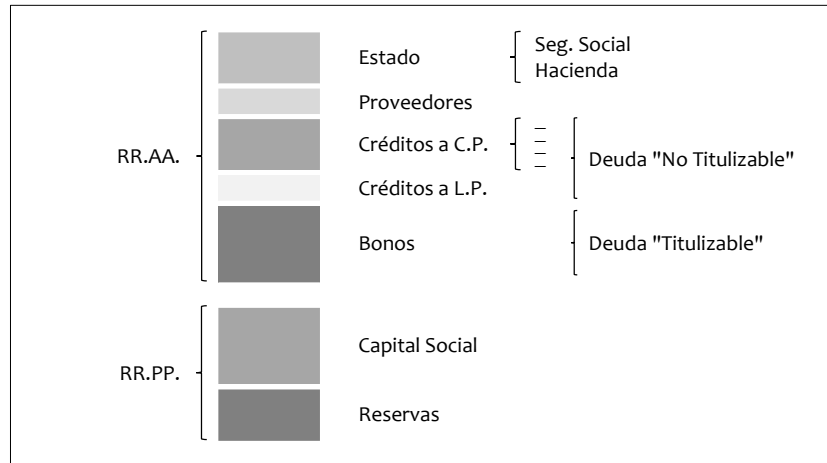 Estado
Seg. Social
Hacienda
Proveedores
RR.AA.
Créditos a C.P.
Deuda "No Titulizable"
Créditos a L.P.
Bonos
Deuda "Titulizable"
RR.PP.
Capital Social
Reservas